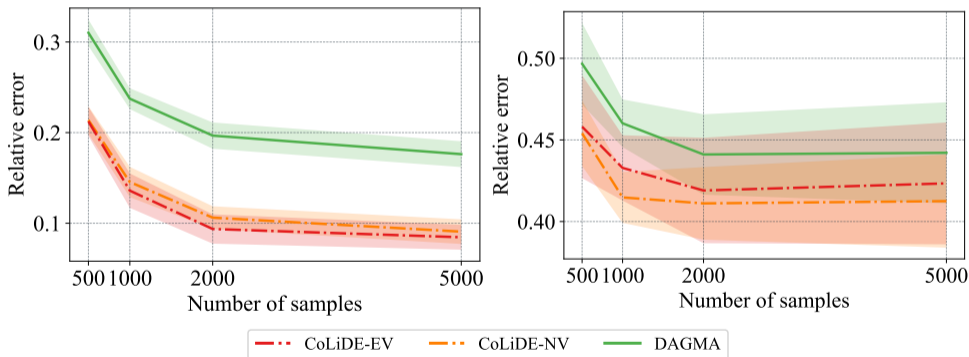 Relative error
0.3
0.2
0.1
500 1000 2000 5000
Number of samples
Relative error
0.50
0.45
0.40
500 1000 2000 5000
Number of samples
CoLiDE-EV CoLiDE-NV DAGMA